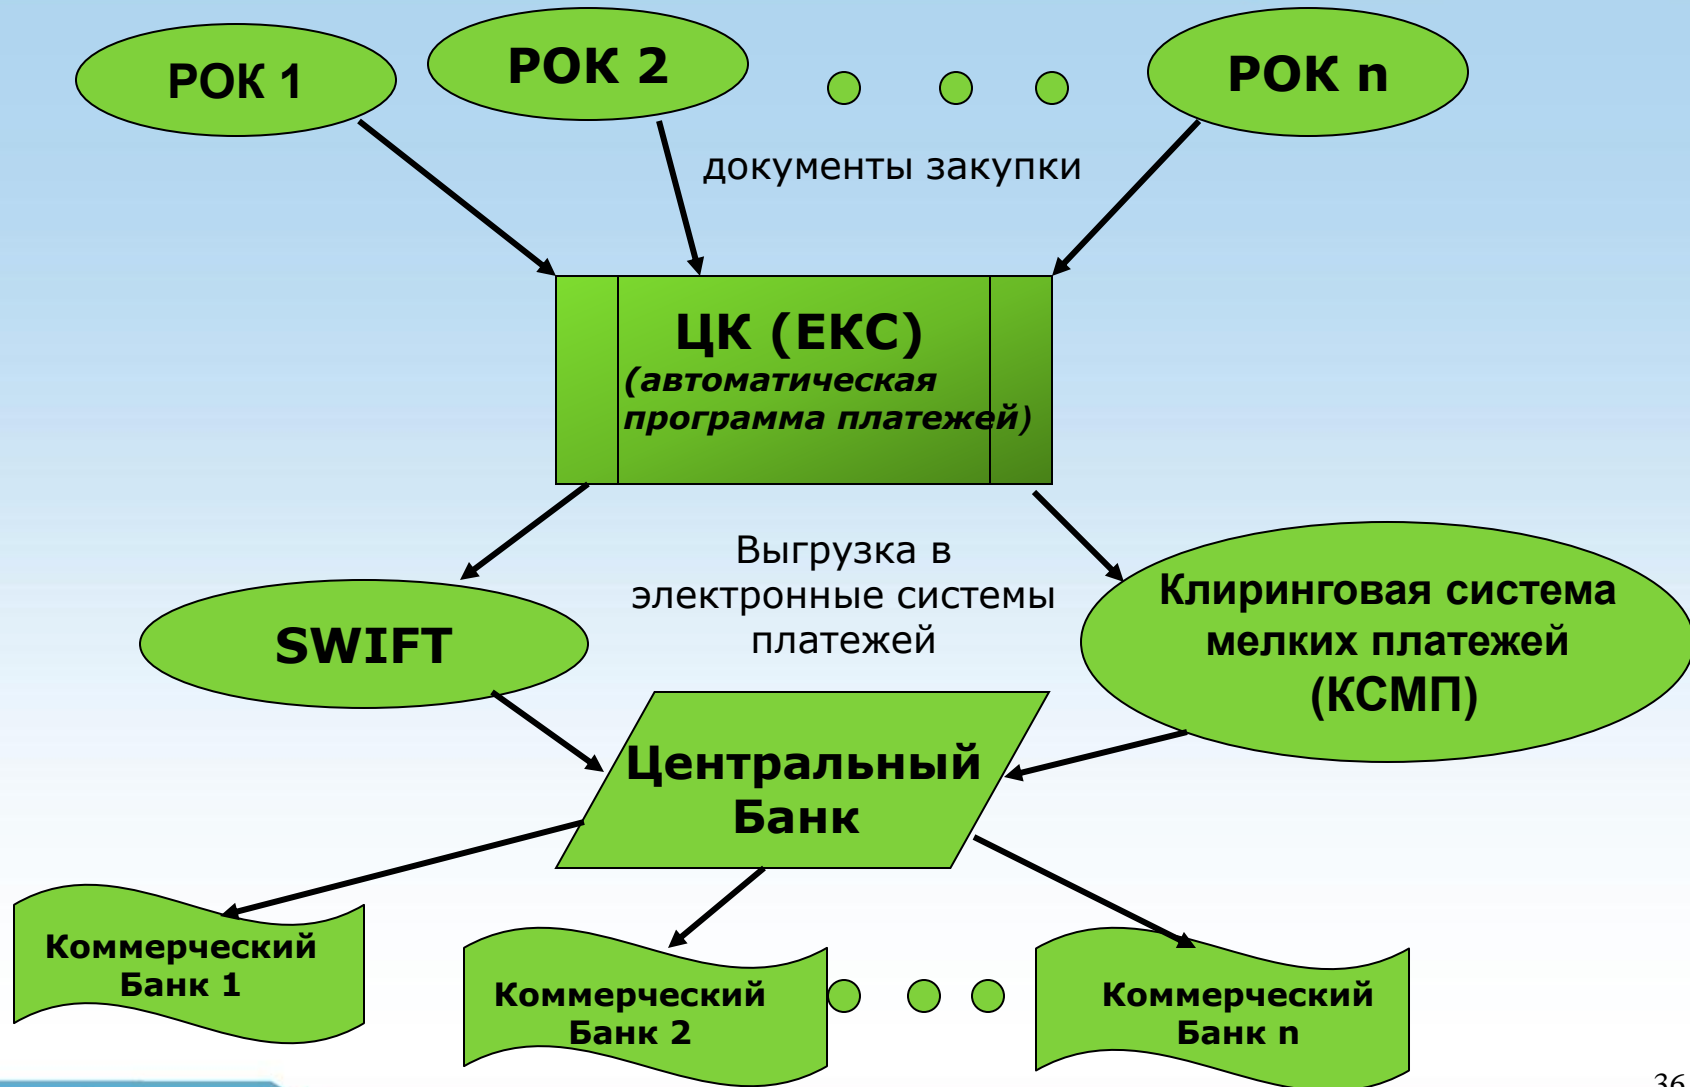 РОК 1
РОК 2
РОК n
документы закупки
ЦК (ЕКС)
(автоматическая
программа платежей)
Выгрузка в
электронные системы
платежей
SWIFT
Клиринговая система
мелких платежей
(КСМП)
Центральный
Банк
Коммерческий
Банк 1
Коммерческий
Банк 2
Коммерческий
Банк n
36